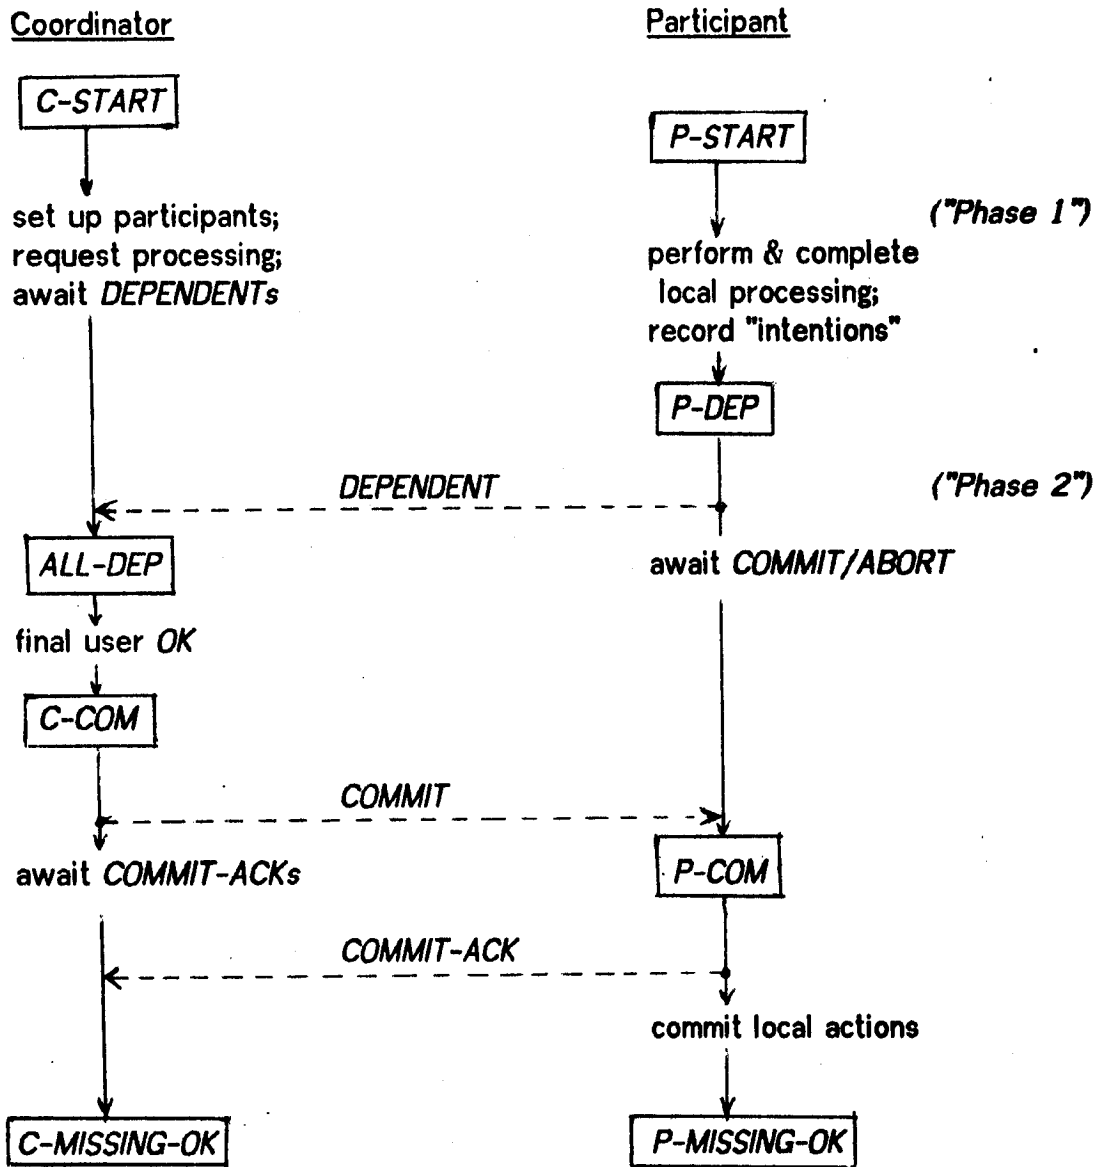 Coordinator
Participant
C-START
P-START
set up participants;
request processing;
await DEPENDENTs
("Phase 1")
perform & complete
local processing;
record "intentions"
P-DEP
DEPENDENT
("Phase 2")
ALL-DEP
await COMMIT/ABORT
final user OK
C-COM
COMMIT
await COMMIT-ACKs
P-COM
COMMIT-ACK
commit local actions
C-MISSING-OK
P-MISSING-OK